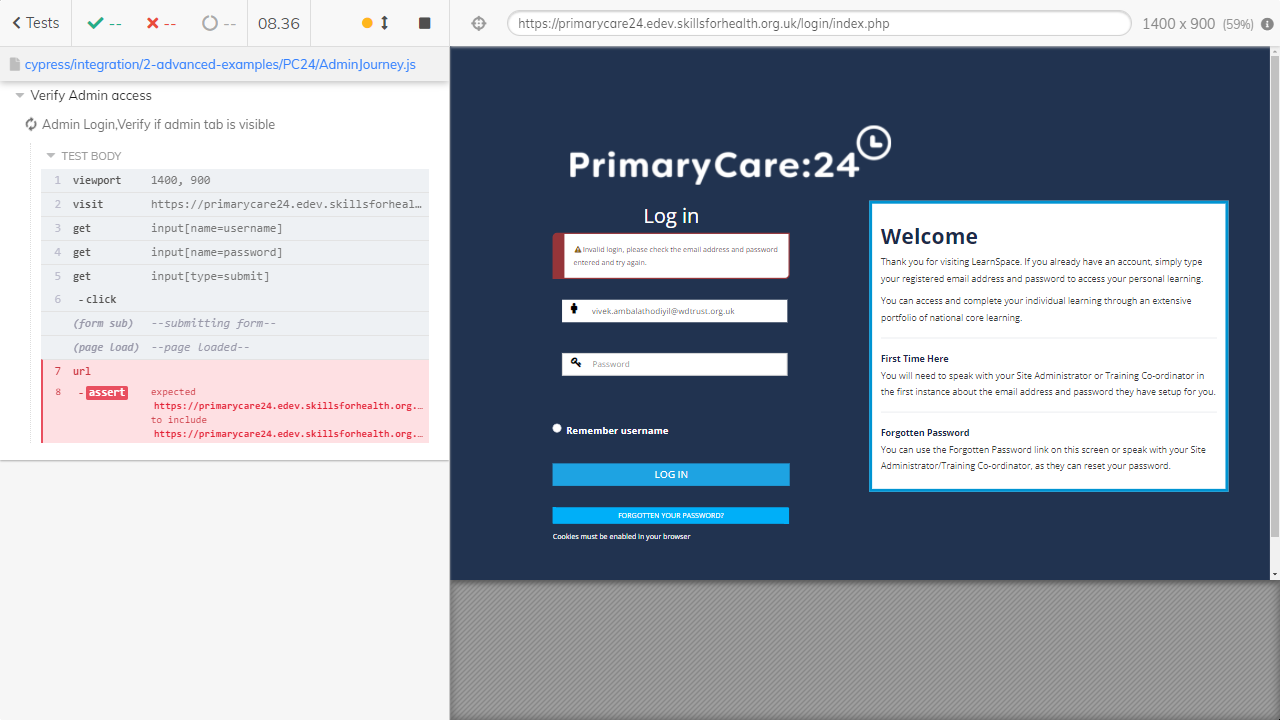 Tests
--
--
--
08.36
https://primarycare24.edev.skillsforhealth.org.uk/login/index.php
1400 x 900 (59%)
cypress/integration/2-advanced-examples/PC24/AdminJourney.js
Verify Admin access
Admin Login,Verify if admin tab is visible
TEST BODY
1 viewport 1400, 900
2 visit https://primarycare24.edev.skillsforheal…
3 get input[name=username]
4 get input[name=password]
5 get input[type=submit]
6 -click
(form sub) --submitting form--
(page load) --page loaded--
7 url
8 -assert expected
https://primarycare24.edev.skillsforhealth.org.…
to include
https://primarycare24.edev.skillsforhealth.org.…
PrimaryCare:24
Log in
Invalid login, please check the email address and password
entered and try again.
vivek.ambalathodiyil@wdtrust.org.uk
Password
Remember username
LOG IN
FORGOTTEN YOUR PASSWORD?
Cookies must be enabled in your browser
Welcome
Thank you for visiting LearnSpace. If you already have an account, simply type
your registered email address and password to access your personal learning.
You can access and complete your individual learning through an extensive
portfolio of national core learning.
First Time Here
You will need to speak with your Site Administrator or Training Co-ordinator in
the first instance about the email address and password they have setup for you.
Forgotten Password
You can use the Forgotten Password link on this screen or speak with your Site
Administrator/Training Co-ordinator, as they can reset your password.